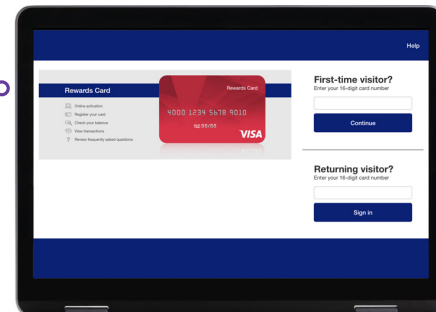 Help
Rewards Card
Online activation
Register your card
Check your balance
View transactions
? Review frequently asked questions
Rewards Card
4000 1234 5678 9010
VISA
First-time visitor?
Enter your 16-digit card number
Continue
Returning visitor?
Enter your 16-digit card number
Sign in